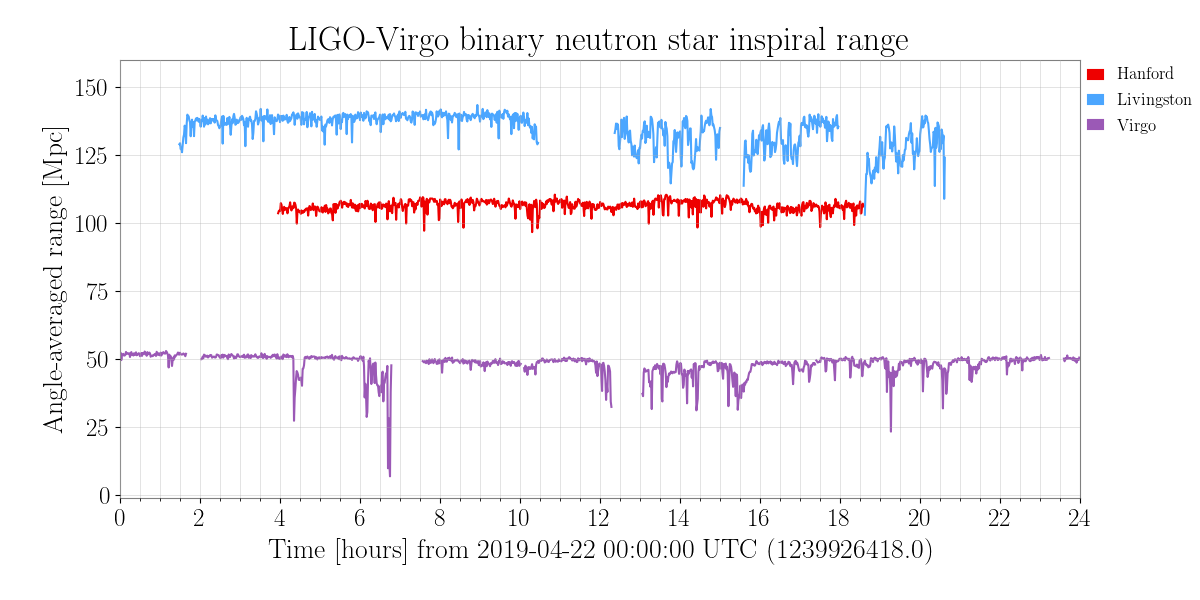 LIGO-Virgo binary neutron star inspiral range
Angle-averaged range [Mpc]
150
125
100
75
50
25
0
0 2 4 6 8 10 12 14 16 18 20 22 24
Time [hours] from 2019-04-22 00:00:00 UTC (1239926418.0)
Hanford
Livingston
Virgo